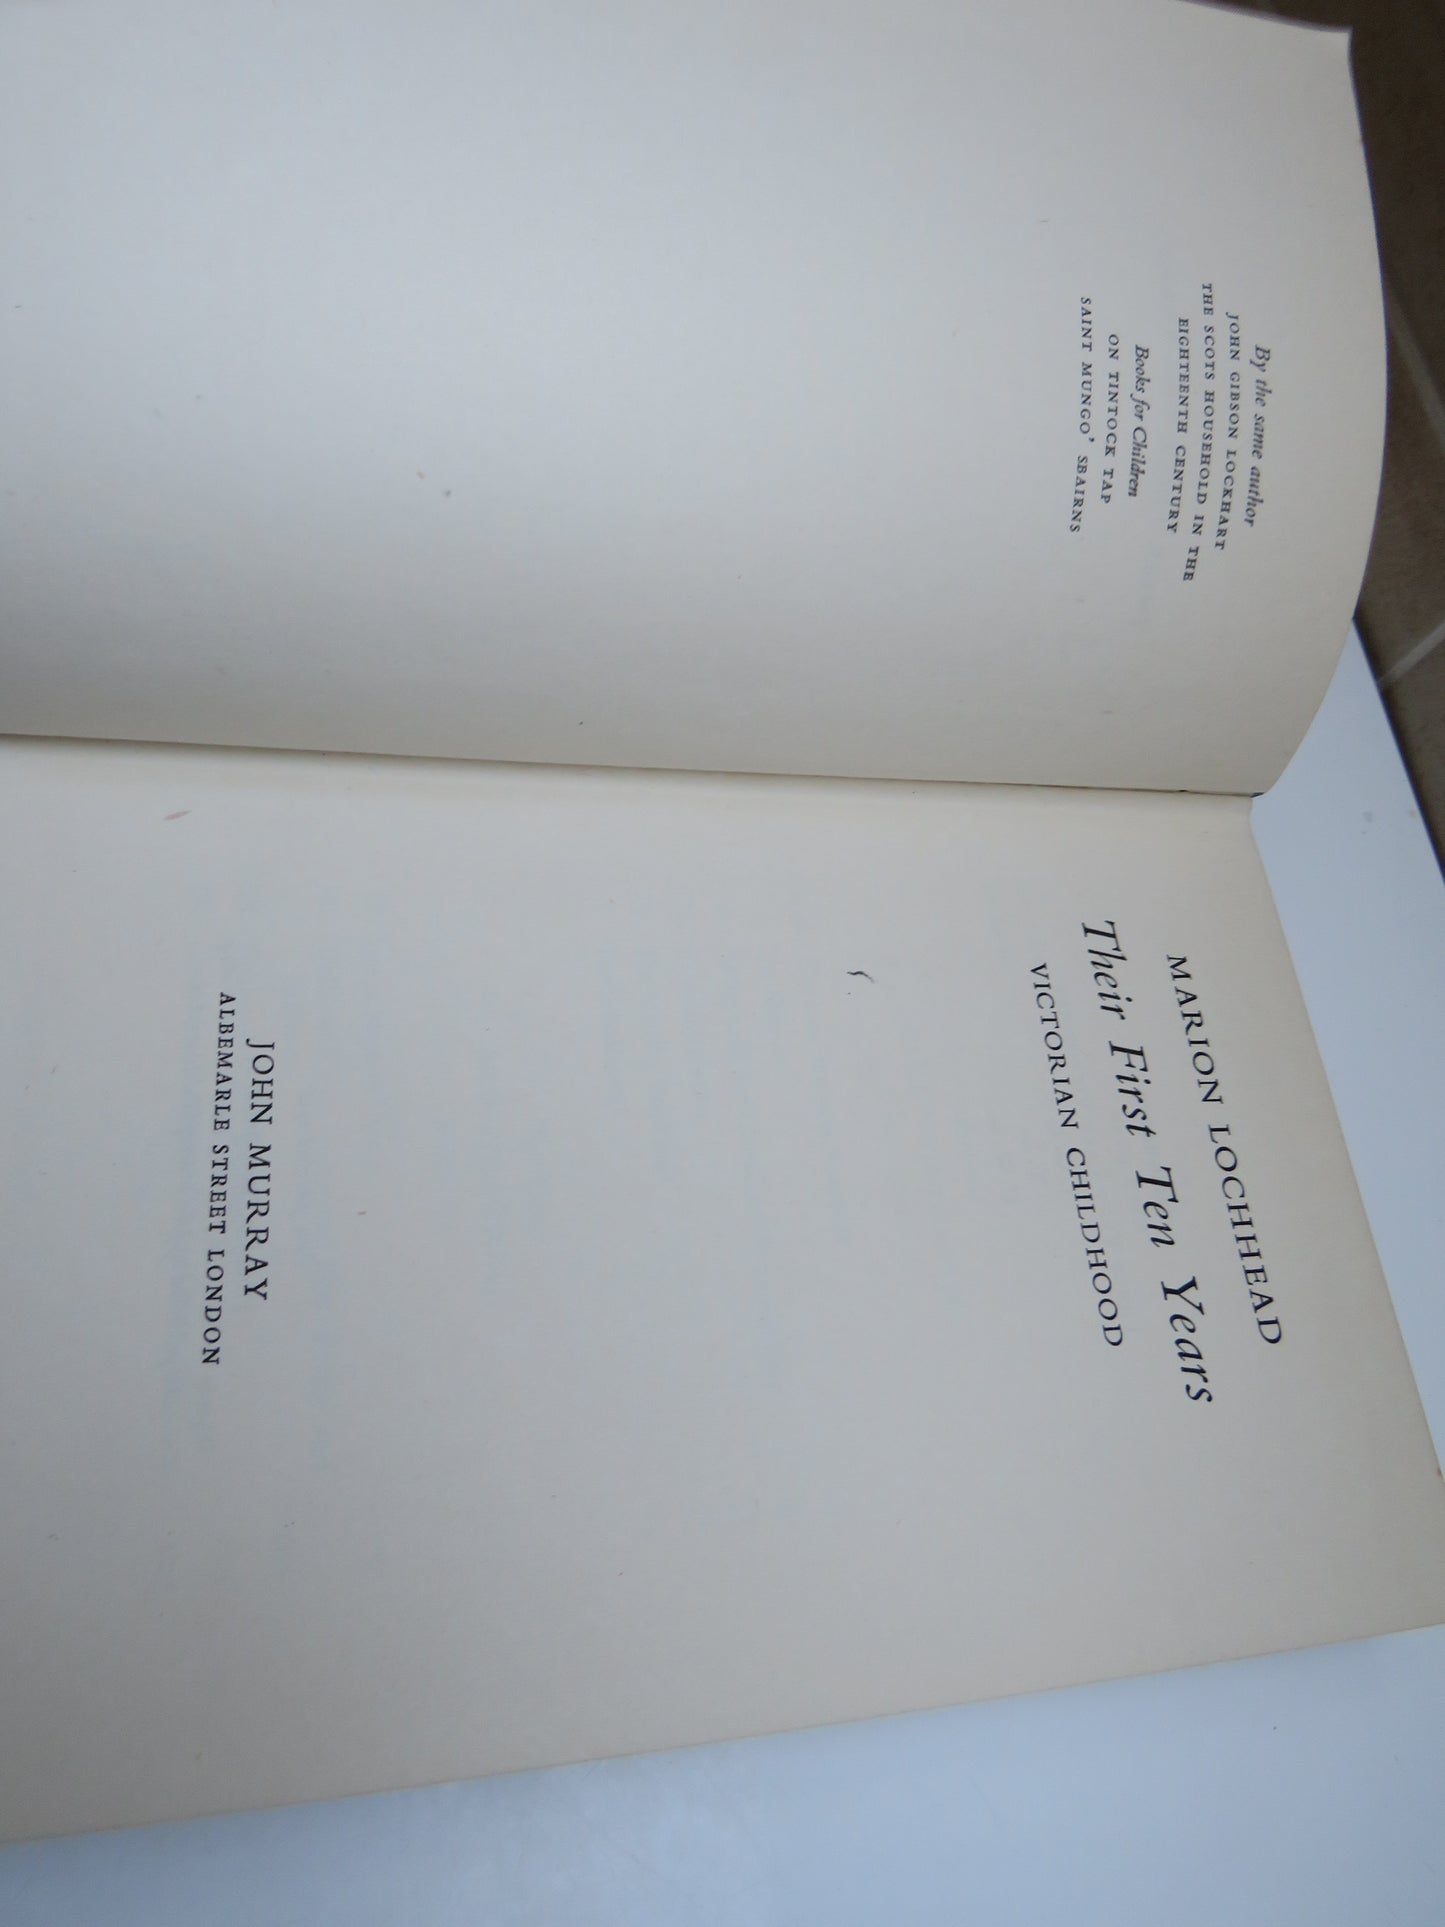 By the same author
JOHN GIBSON LOCKHART
THE SCOTS HOUSEHOLD IN THE
EIGHTEENTH CENTURY
Books for Children
ON TINTOCK TAP
SAINT MUNGO' SBAIRNS
MARION LOCHHEAD
Their First Ten Years
VICTORIAN CHILDHOOD
JOHN MURRAY
ALBEMARLE STREET LONDON